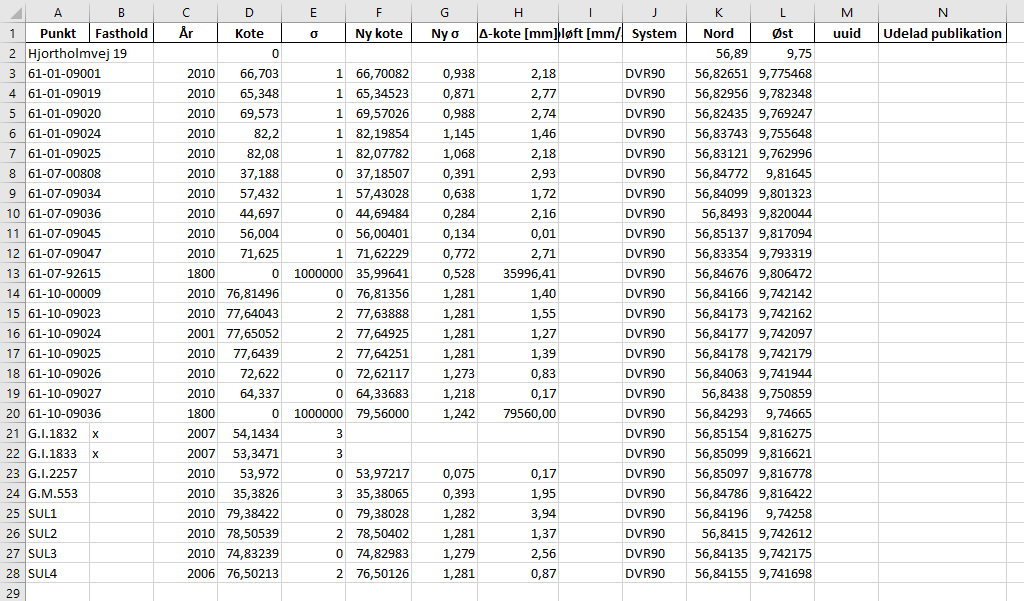 A B C D E F G H I J K L M N
1 Punkt Fasthold År Kote σ Ny kote Ny σ Δ-kote [mm] løft [mm/ System Nord Øst uuid Udelad publikation
2 Hjortholmvej 19 0 56,89 9,75
3 61-01-09001 2010 66,703 1 66,70082 0,938 2,18 DVR90 56,82651 9,775468
4 61-01-09019 2010 65,348 1 65,34523 0,871 2,77 DVR90 56,82956 9,782348
5 61-01-09020 2010 69,573 1 69,57026 0,988 2,74 DVR90 56,82435 9,769247
6 61-01-09024 2010 82,2 1 82,19854 1,145 1,46 DVR90 56,83743 9,755648
7 61-01-09025 2010 82,08 1 82,07782 1,068 2,18 DVR90 56,83121 9,762996
8 61-07-00808 2010 37,188 0 37,18507 0,391 2,93 DVR90 56,84772 9,81645
9 61-07-09034 2010 57,432 1 57,43028 0,638 1,72 DVR90 56,84099 9,801323
10 61-07-09036 2010 44,697 0 44,69484 0,284 2,16 DVR90 56,8493 9,820044
11 61-07-09045 2010 56,004 0 56,00401 0,134 0,01 DVR90 56,85137 9,817094
12 61-07-09047 2010 71,625 1 71,62229 0,772 2,71 DVR90 56,83354 9,793319
13 61-07-92615 1800 0 1000000 35,99641 0,528 35996,41 DVR90 56,84676 9,806472
14 61-10-00009 2010 76,81496 0 76,81356 1,281 1,40 DVR90 56,84166 9,742142
15 61-10-09023 2010 77,64043 2 77,63888 1,281 1,55 DVR90 56,84173 9,742162
16 61-10-09024 2001 77,65052 2 77,64925 1,281 1,27 DVR90 56,84177 9,742097
17 61-10-09025 2010 77,6439 2 77,64251 1,281 1,39 DVR90 56,84178 9,742179
18 61-10-09026 2010 72,622 0 72,62117 1,273 0,83 DVR90 56,84063 9,741944
19 61-10-09027 2010 64,337 0 64,33683 1,218 0,17 DVR90 56,8438 9,750859
20 61-10-09036 1800 0 1000000 79,56000 1,242 79560,00 DVR90 56,84293 9,74665
21 G.I.1832 x 2007 54,1434 3 DVR90 56,85154 9,816275
22 G.I.1833 x 2007 53,3471 3 DVR90 56,85099 9,816621
23 G.I.2257 2010 53,972 0 53,97217 0,075 0,17 DVR90 56,85097 9,816778
24 G.M.553 2010 35,3826 3 35,38065 0,393 1,95 DVR90 56,84786 9,816422
25 SUL1 2010 79,38422 0 79,38028 1,282 3,94 DVR90 56,84196 9,74258
26 SUL2 2010 78,50539 2 78,50402 1,281 1,37 DVR90 56,8415 9,742612
27 SUL3 2010 74,83239 0 74,82983 1,279 2,56 DVR90 56,84135 9,742175
28 SUL4 2006 76,50213 2 76,50126 1,281 0,87 DVR90 56,84155 9,741698
29